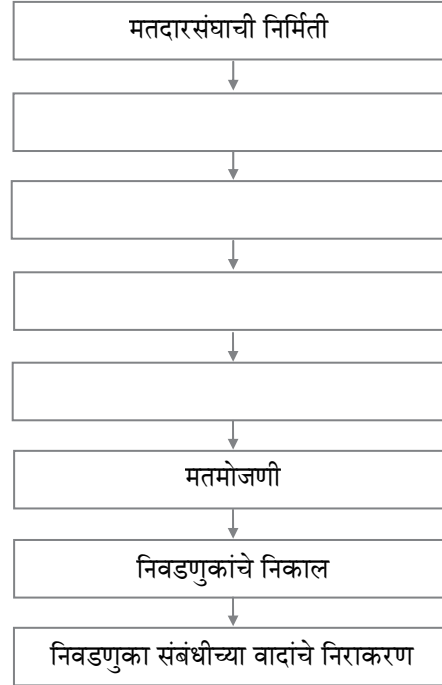 मतदारसंघाची निर्मिती
मतमोजणी
निवडणुकांचे निकाल
निवडणुका संबंधीच्या वादांचे निराकरण